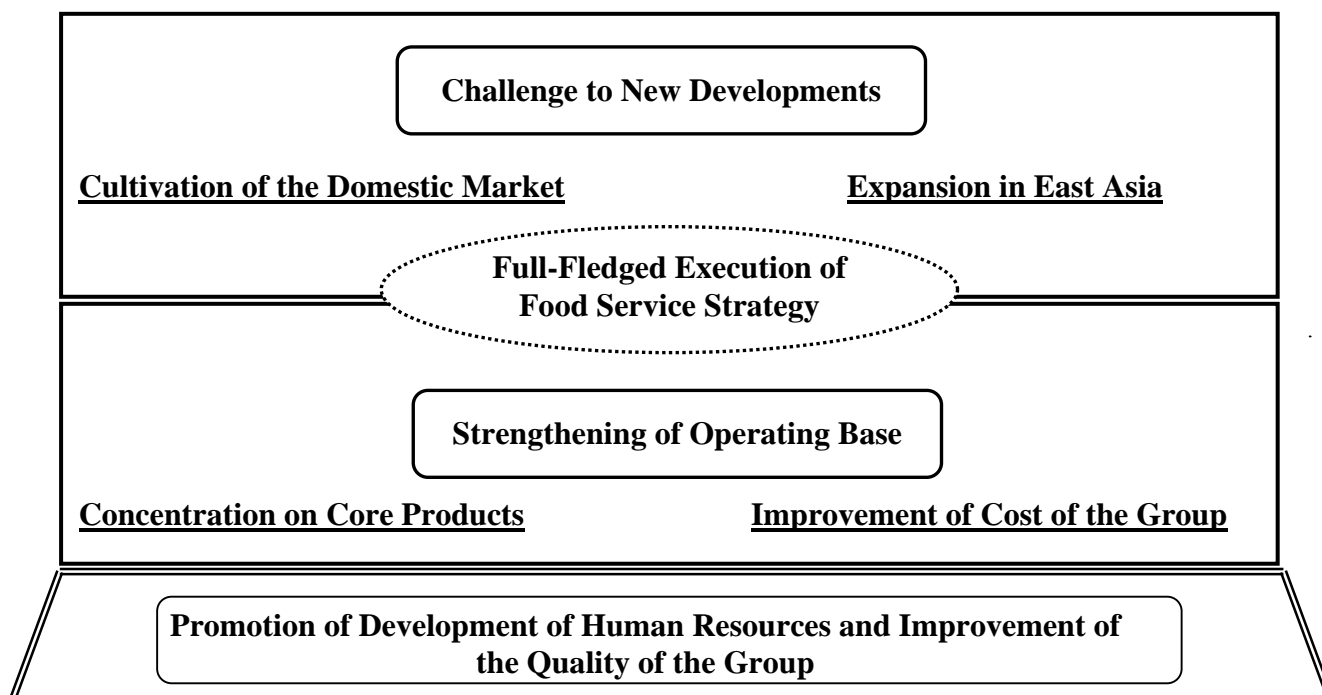 Challenge to New Developments
Cultivation of the Domestic Market
Expansion in East Asia
Full-Fledged Execution of
Food Service Strategy
Strengthening of Operating Base
Concentration on Core Products
Improvement of Cost of the Group
Promotion of Development of Human Resources and Improvement of
the Quality of the Group